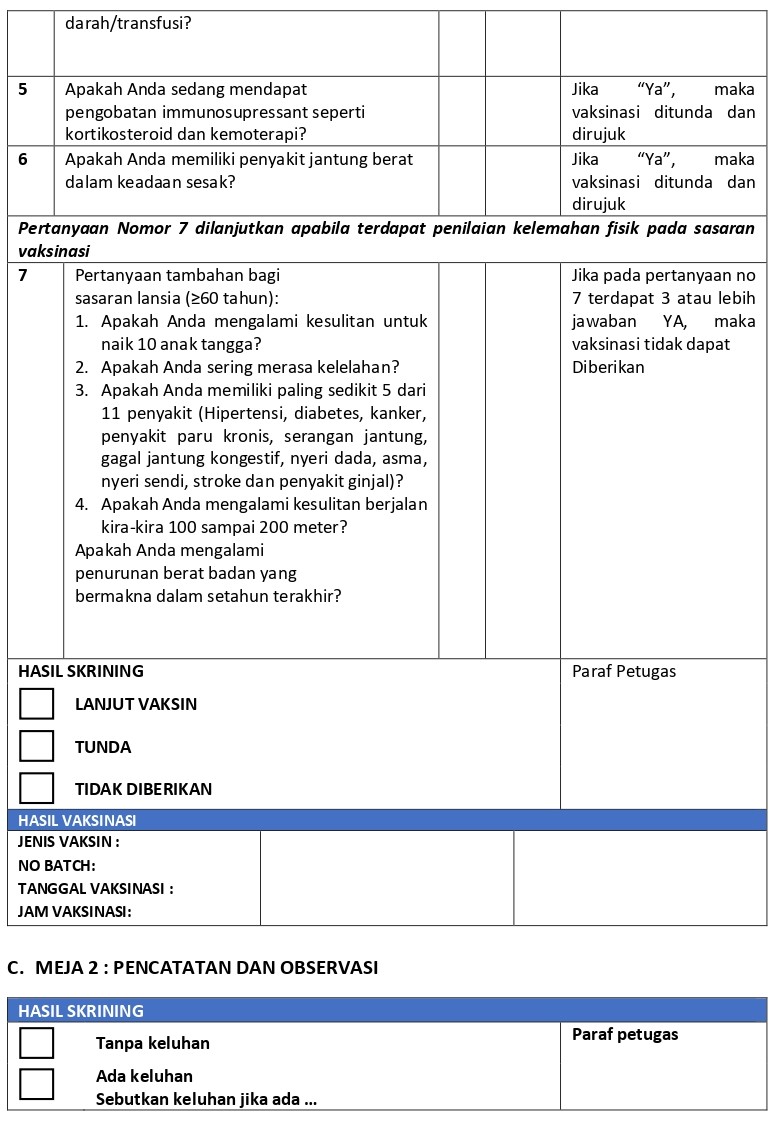 darah/transfusi?
5 Apakah Anda sedang mendapat
pengobatan immunosupressant seperti
kortikosteroid dan kemoterapi?
Jika “Ya”, maka
vaksinasi ditunda dan
dirujuk
6 Apakah Anda memiliki penyakit jantung berat
dalam keadaan sesak?
Jika “Ya”, maka
vaksinasi ditunda dan
dirujuk
Pertanyaan Nomor 7 dilanjutkan apabila terdapat penilaian kelemahan fisik pada sasaran
vaksinasi
7 Pertanyaan tambahan bagi
sasaran lansia (≥60 tahun):
1. Apakah Anda mengalami kesulitan untuk
naik 10 anak tangga?
2. Apakah Anda sering merasa kelelahan?
3. Apakah Anda memiliki paling sedikit 5 dari
11 penyakit (Hipertensi, diabetes, kanker,
penyakit paru kronis, serangan jantung,
gagal jantung kongestif, nyeri dada, asma,
nyeri sendi, stroke dan penyakit ginjal)?
4. Apakah Anda mengalami kesulitan berjalan
kira-kira 100 sampai 200 meter?
Apakah Anda mengalami
penurunan berat badan yang
bermakna dalam setahun terakhir?
Jika pada pertanyaan no
7 terdapat 3 atau lebih
jawaban YA, maka
vaksinasi tidak dapat
Diberikan
HASIL SKRINING
LANJUT VAKSIN
TUNDA
TIDAK DIBERIKAN
Paraf Petugas
HASIL VAKSINASI
JENIS VAKSIN :
NO BATCH:
TANGGAL VAKSINASI :
JAM VAKSINASI:
C. MEJA 2 : PENCATATAN DAN OBSERVASI
HASIL SKRINING
Tanpa keluhan
Ada keluhan
Sebutkan keluhan jika ada ...
Paraf petugas